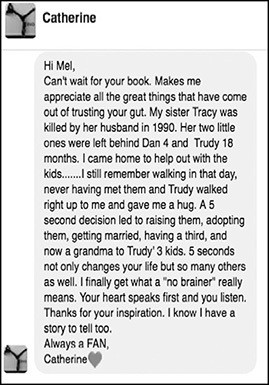 Catherine
Hi Mel,
Can't wait for your book. Makes me
appreciate all the great things that have come
out of trusting your gut. My sister Tracy was
killed by her husband in 1990. Her two little
ones were left behind Dan 4 and  Trudy 18
months. I came home to help out with the
kids.......I still remember walking in that day,
never having met them and Trudy walked
right up to me and gave me a hug. A 5
second decision led to raising them, adopting
them, getting married, having a third, and
now a grandma to Trudy' 3 kids. 5 seconds
not only changes your life but so many others
as well. I finally get what a "no brainer" really
means. Your heart speaks first and you listen.
Thanks for your inspiration. I know I have a
story to tell too.
Always a FAN,
Catherine🖤